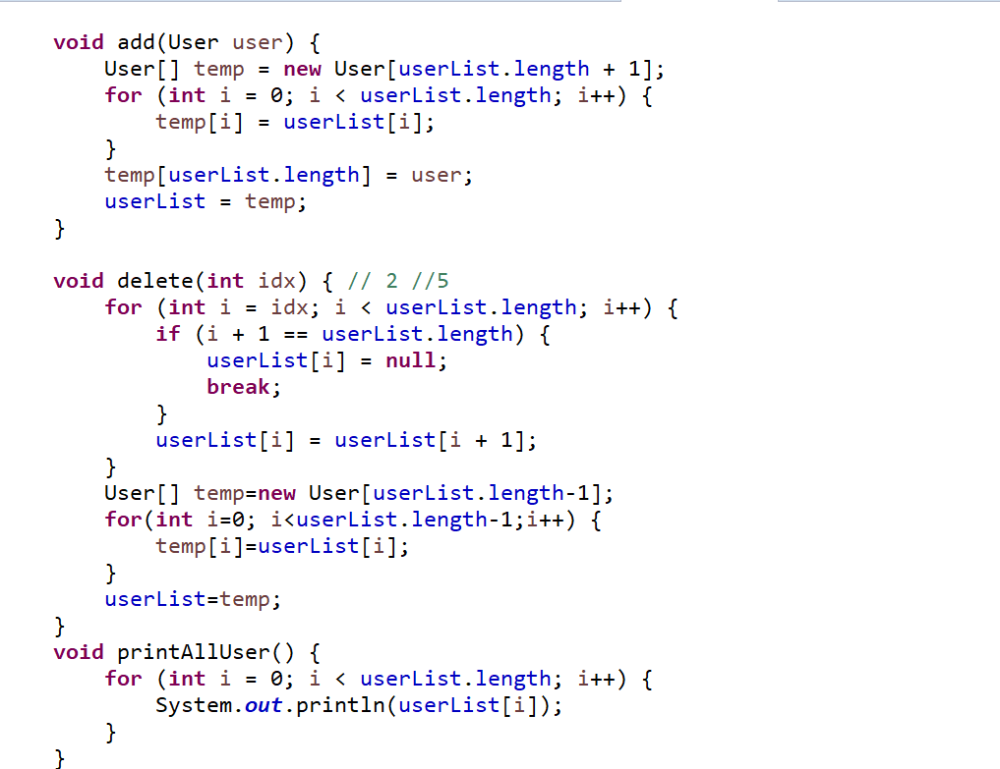 void add(User user) {
User[] temp = new User[userList.length + 1];
for (int i = 0; i < userList.length; i++) {
temp[i] = userList[i];
}
temp[userList.length] = user;
userList = temp;
}
void delete(int idx) { // 2 //5
for (int i = idx; i < userList.length; i++) {
if (i + 1 == userList.length) {
userList[i] = null;
break;
}
userList[i] = userList[i + 1];
}
User[] temp=new User[userList.length-1];
for(int i=0; i<userList.length-1;i++) {
temp[i]=userList[i];
}
userList=temp;
}
void printAllUser() {
for (int i = 0; i < userList.length; i++) {
System.out.println(userList[i]);
}
}